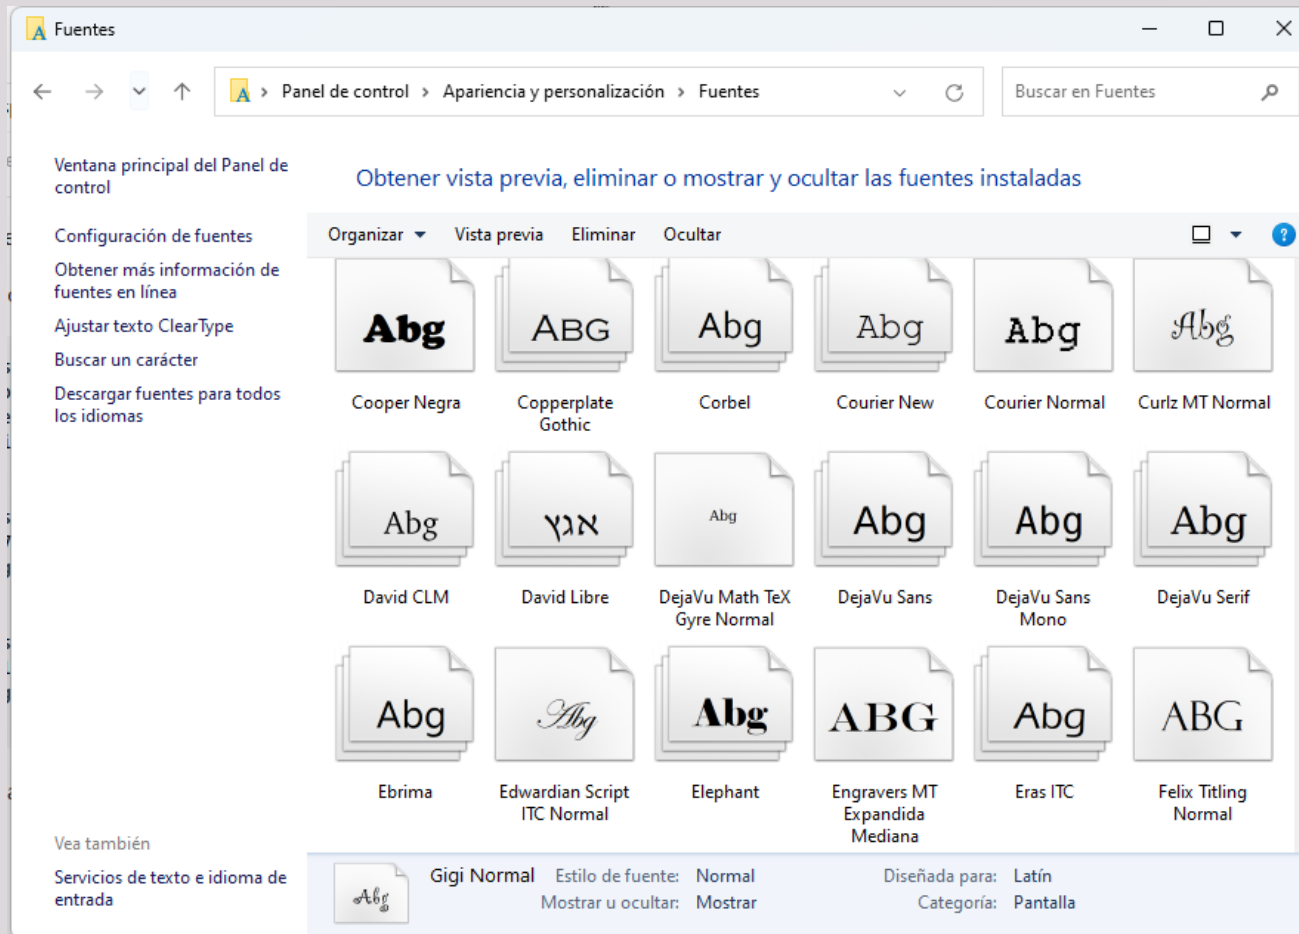 Fuentes
Panel de control > Apariencia y personalización > Fuentes
Buscar en Fuentes
Ventana principal del Panel de
control
Configuración de fuentes
Obtener más información de
fuentes en línea
Ajustar texto ClearType
Buscar un carácter
Descargar fuentes para todos
los idiomas
Vea también
Servicios de texto e idioma de
entrada
Obtener vista previa, eliminar o mostrar y ocultar las fuentes instaladas
Organizar Vista previa Eliminar Ocultar ?
Abg ABG Abg Abg Abg Abg
Cooper Negra
Copperplate
Gothic
Corbel
Courier New
Courier Normal
Curlz MT Normal
Abg אבץ Abg Abg Abg Abg
David CLM
David Libre
DejaVu Math TeX
Gyre Normal
DejaVu Sans
DejaVu Sans
Mono
DejaVu Serif
Abg Abg Abg ABG Abg ABG
Ebrima
Edwardian Script
ITC Normal
Elephant
Engravers MT
Expandida
Mediana
Eras ITC
Felix Titling
Normal
Abg
Gigi Normal Estilo de fuente: Normal Diseñada para: Latín
Mostrar u ocultar: Mostrar Categoría: Pantalla